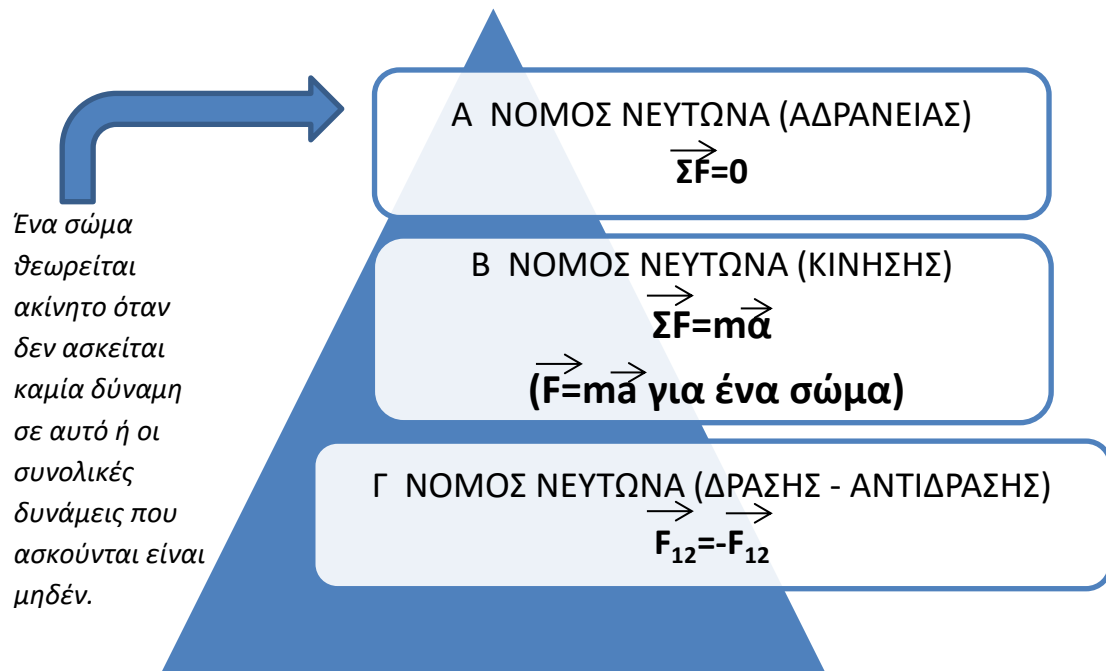 Α ΝΟΜΟΣ ΝΕΥΤΩΝΑ (ΑΔΡΑΝΕΙΑΣ)
ΣF=0
Ένα σώμα
θεωρείται
ακίνητο όταν
δεν ασκείται
καμία δύναμη
σε αυτό ή οι
συνολικές
δυνάμεις που
ασκούνται είναι
μηδέν.
Β ΝΟΜΟΣ ΝΕΥΤΩΝΑ (ΚΙΝΗΣΗΣ)
ΣF=mα
(F=ma για ένα σώμα)
Γ ΝΟΜΟΣ ΝΕΥΤΩΝΑ (ΔΡΑΣΗΣ - ΑΝΤΙΔΡΑΣΗΣ)
F₁₂=-F₁₂